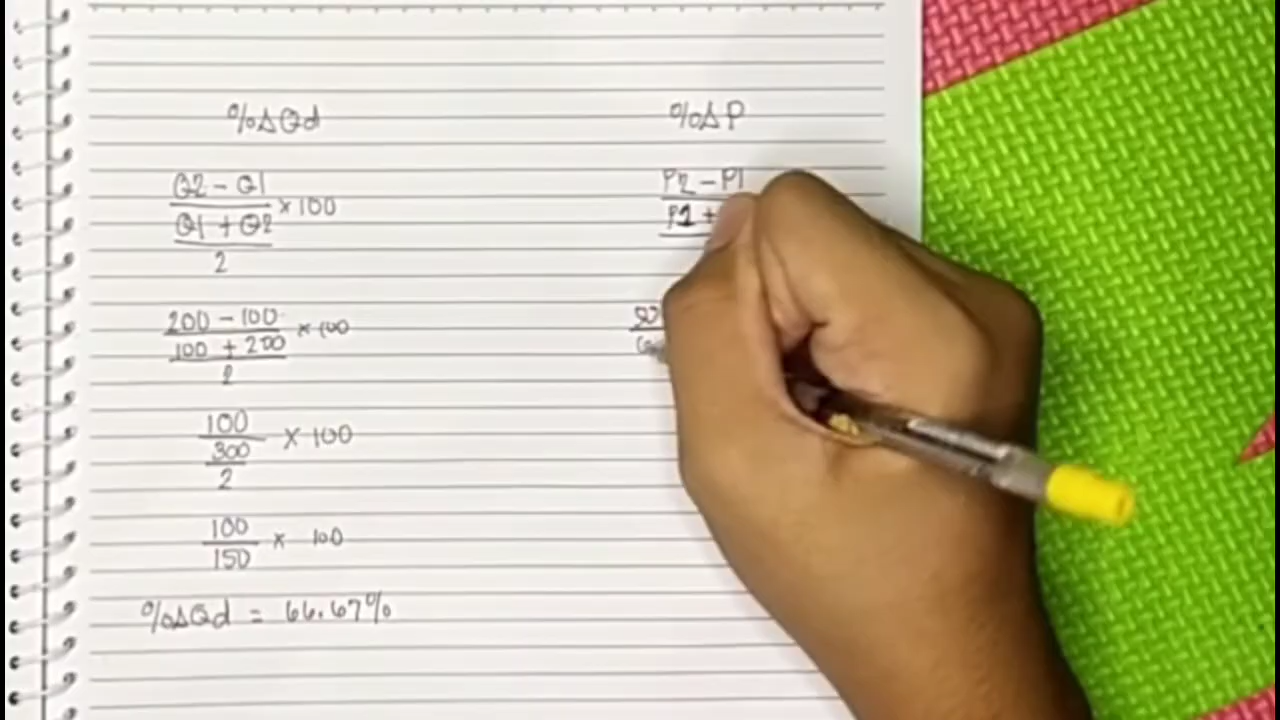 %ΔQd
Q2 - Q1
Q1 + Q2
× 100
2
200 - 100
100 + 200
× 100
2
100
300
2
× 100
100
150
× 100
%ΔQd = 66.67%
%ΔP
P2 - P1
P1 +